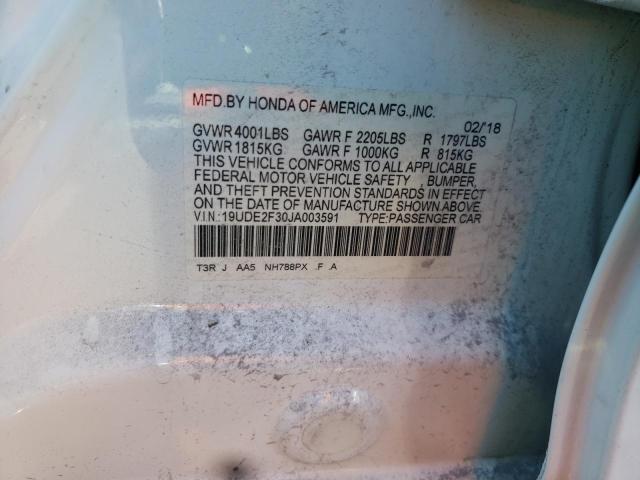 MFD.BY HONDA OF AMERICA MFG.,INC.
02/'18
GVWR 4001LBS GAWR F 2205LBS R 1797LBS
GVWR 1815KG GAWR F 1000KG R 815KG
THIS VEHICLE CONFORMS TO ALL APPLICABLE
FEDERAL MOTOR VEHICLE SAFETY , BUMPER,
AND THEFT PREVENTION STANDARDS IN EFFECT
ON THE DATE OF MANUFACTURE SHOWN ABOVE.
V.I.N.:19UDE2F30JA003591 TYPE:PASSENGER CAR
T3R J AA5 NH788PX .F .A